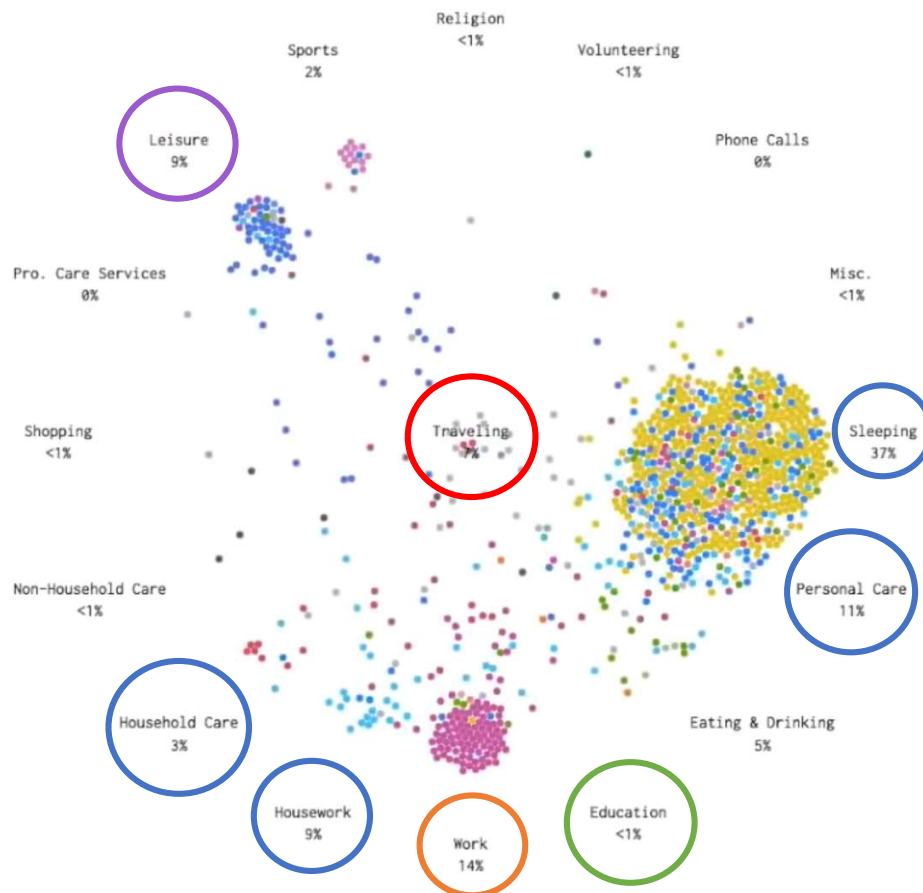 Religion
<1%
Sports
2%
Volunteering
<1%
Leisure
9%
Phone Calls
0%
Pro. Care Services
0%
Misc.
<1%
Shopping
<1%
Traveling
7%
Sleeping
37%
Non-Household Care
<1%
Personal Care
11%
Household Care
3%
Eating & Drinking
5%
Housework
9%
Work
14%
Education
<1%